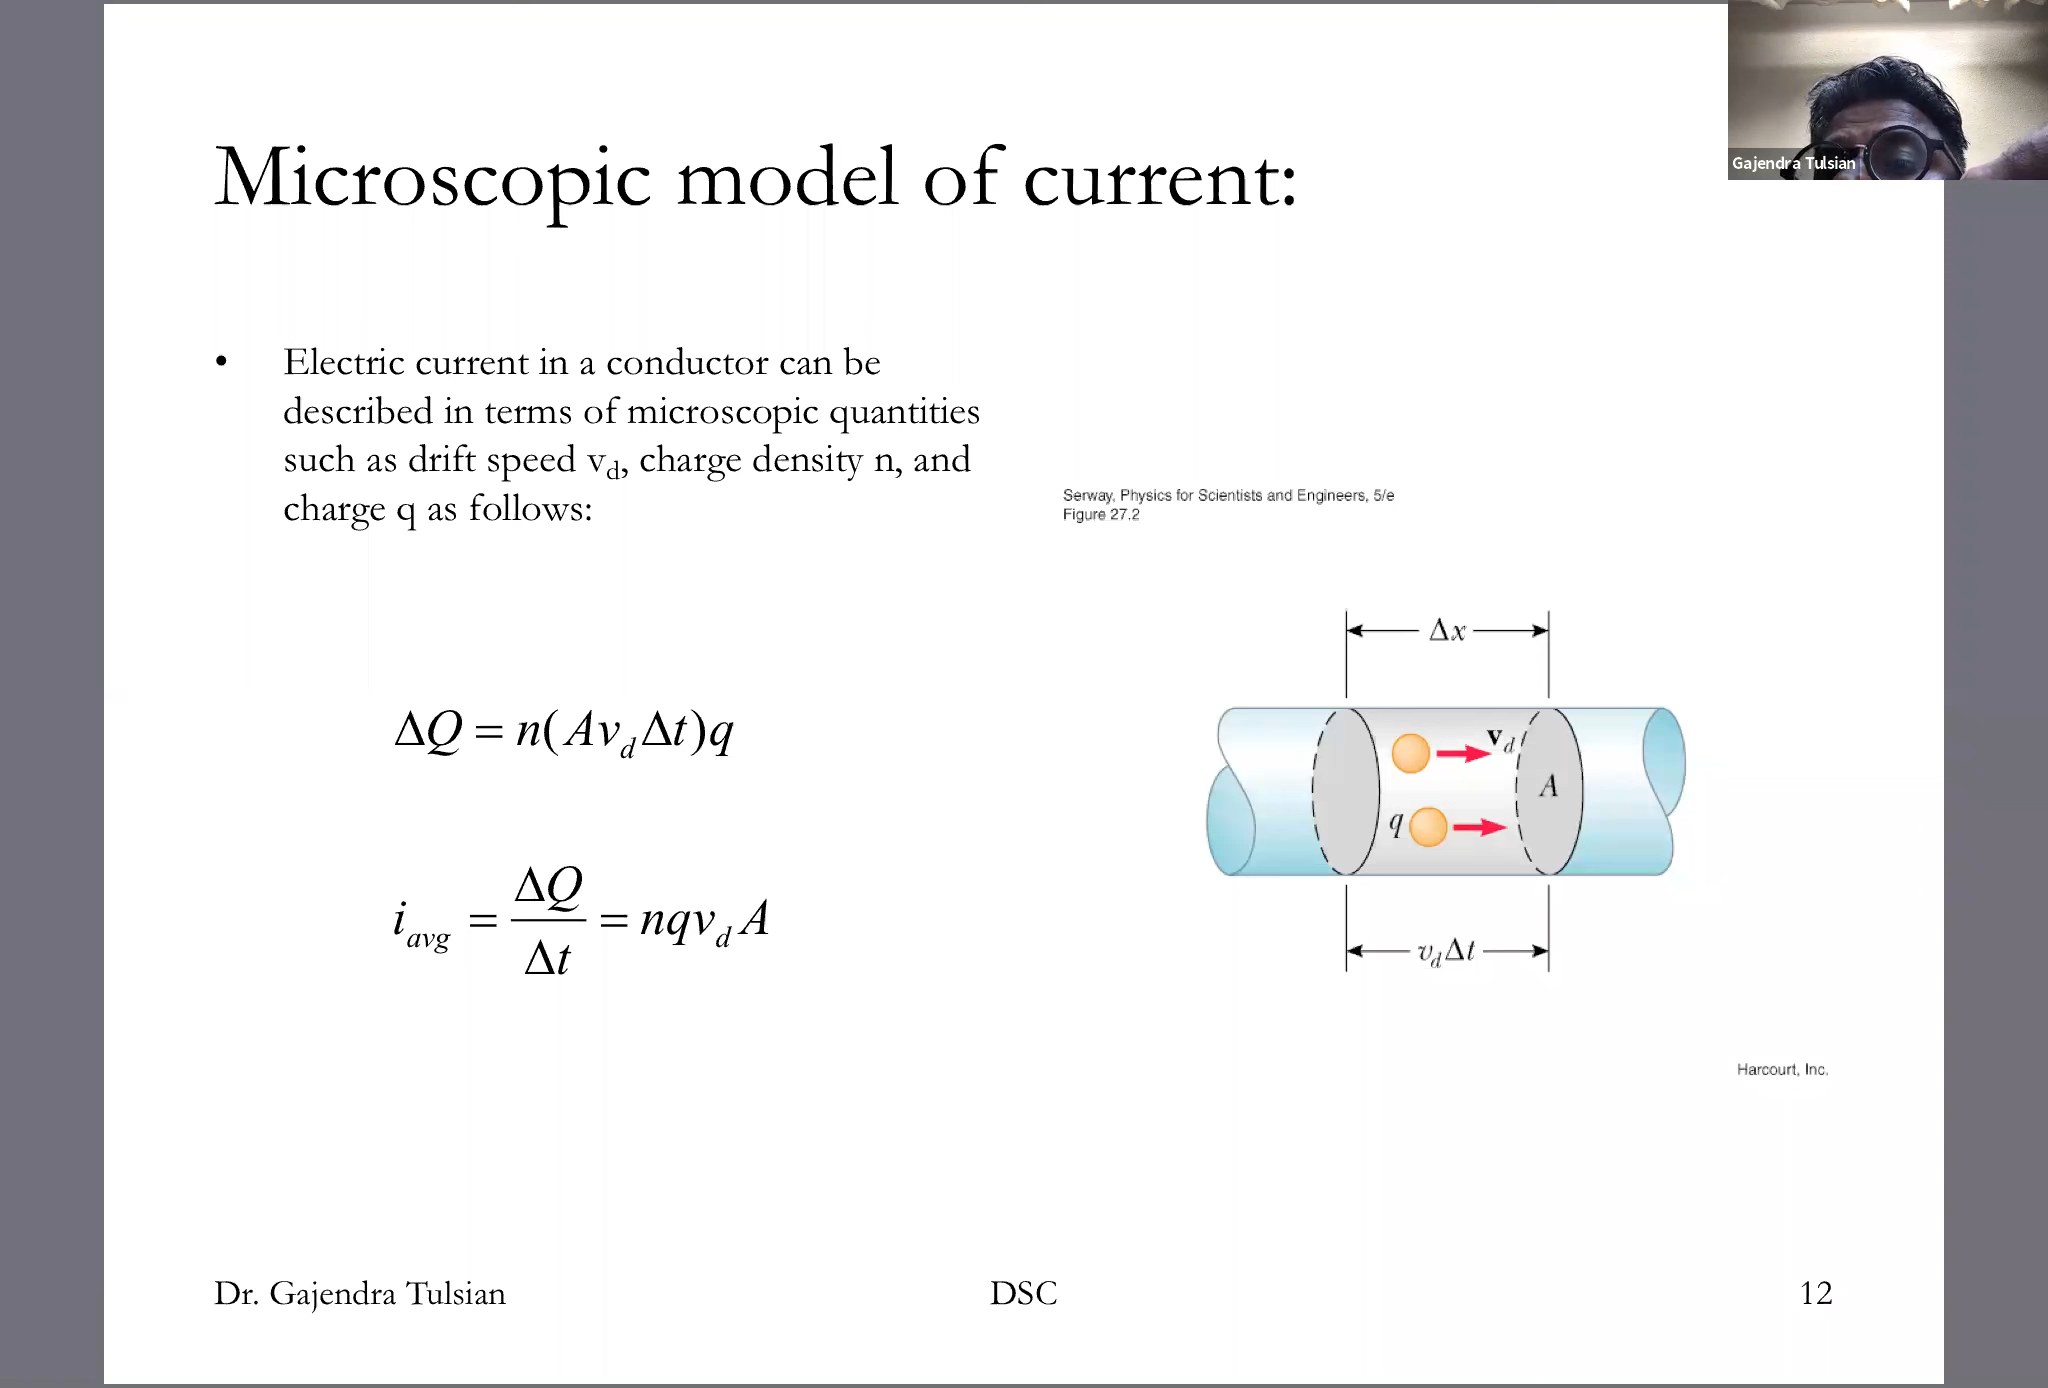 Gajendra Tulsian
Microscopic model of current:
• Electric current in a conductor can be
described in terms of microscopic quantities
such as drift speed v_d, charge density n, and
charge q as follows:
Serway, Physics for Scientists and Engineers, 5/e
Figure 27.2
ΔQ = n(Av_dΔt)q
i_avg = ΔQ/Δt = nqv_dA
Δx
v_d
A
q
v_dΔt
Harcourt, Inc.
Dr. Gajendra Tulsian
DSC
12